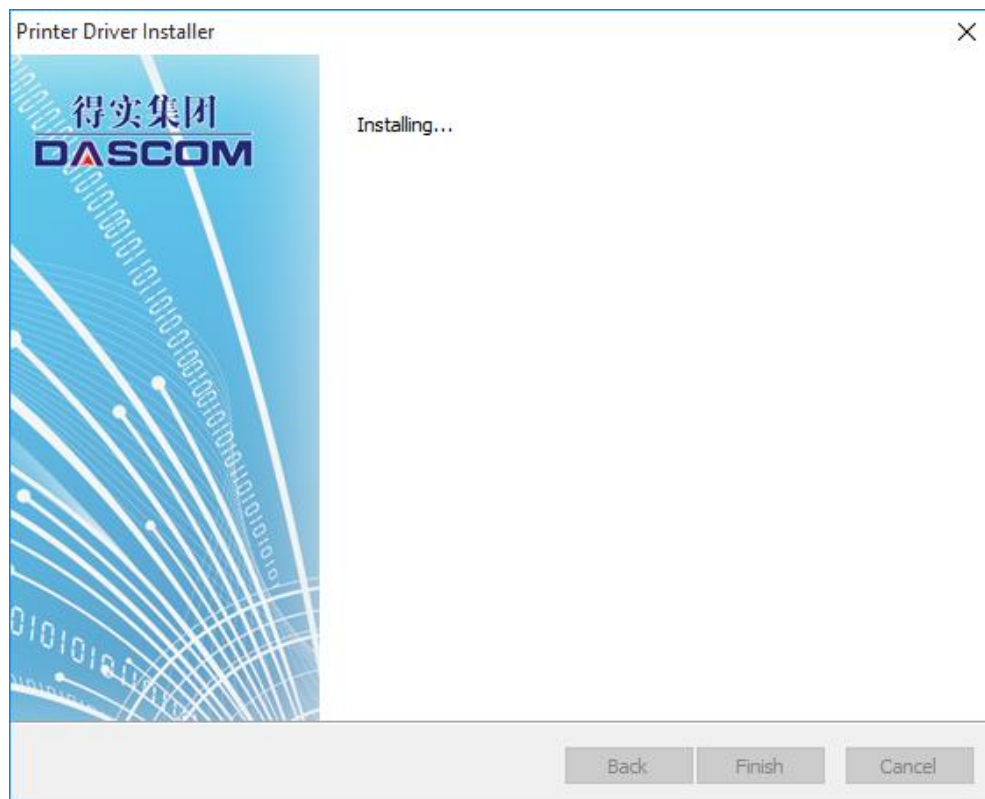 Printer Driver Installer
得实集团
DASCOM
Installing...
Back
Finish
Cancel